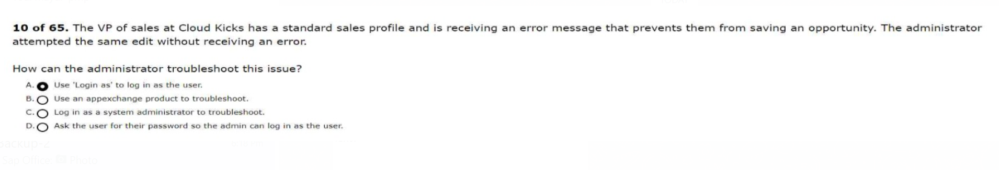 10 of 65. The VP of sales at Cloud Kicks has a standard sales profile and is receiving an error message that prevents them from saving an opportunity. The administrator
attempted the same edit without receiving an error.
How can the administrator troubleshoot this issue?
A. Use 'Login as' to log in as the user.
B. Use an appexchange product to troubleshoot.
C. Log in as a system administrator to troubleshoot.
D. Ask the user for their password so the admin can log in as the user.